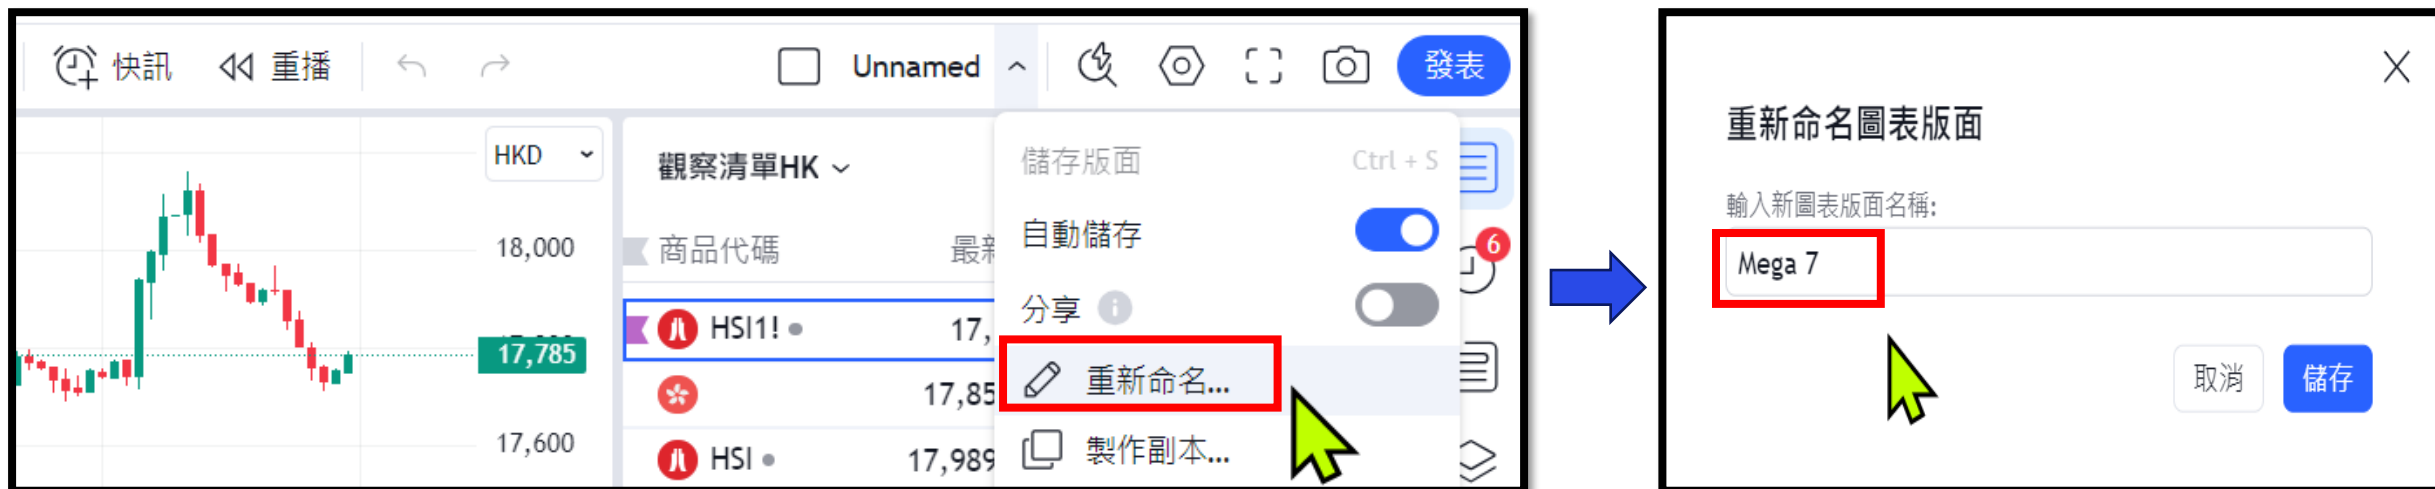 快訊 重播 Unnamed 發表
HKD
18,000
17,785
17,600
觀察清單HK
商品代碼 最新
HSI1! 17,
17,85
HSI 17,989
儲存版面 Ctrl + S
自動儲存
分享
重新命名...
製作副本...
6
重新命名圖表版面
輸入新圖表版面名稱:
Mega 7
取消 儲存